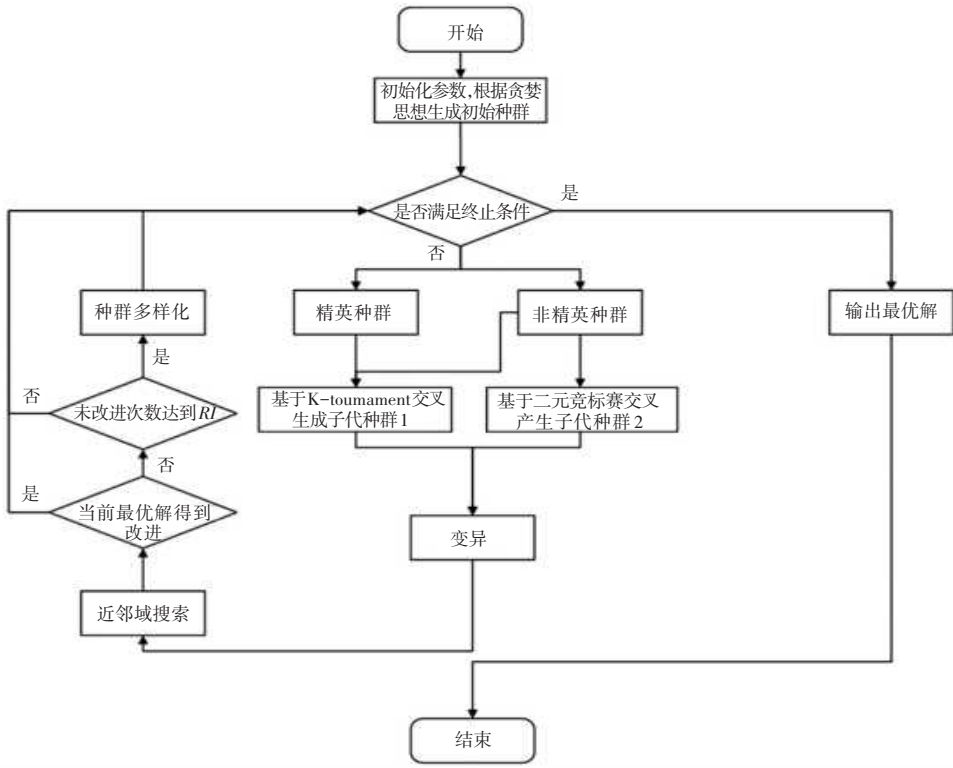 开始
初始化参数,根据贪婪
思想生成初始种群
是否满足终止条件
是
否
种群多样化
精英种群
非精英种群
输出最优解
是
否
未改进次数达到RI
基于K-toumament交叉
生成子代种群1
基于二元竞标赛交叉
产生子代种群2
否
是
当前最优解得到
改进
变异
近邻域搜索
结束